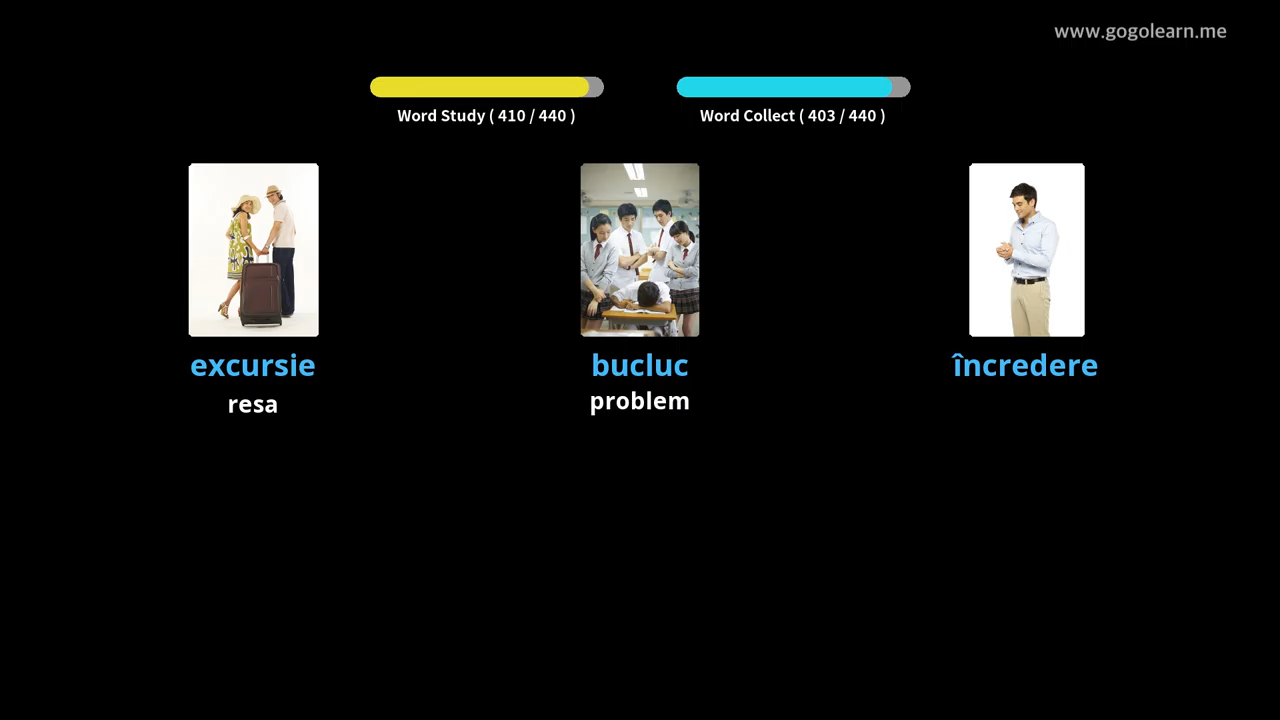 www.gogolearn.me
Word Study ( 410 / 440 )
Word Collect ( 403 / 440 )
excursie
resa
bucluc
problem
încredere